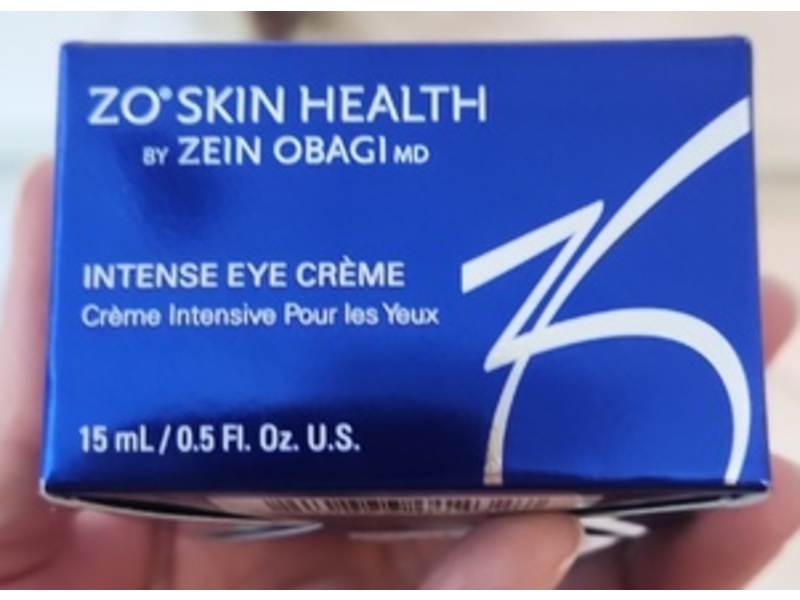 ZO® SKIN HEALTH
BY ZEIN OBAGI MD
INTENSE EYE CRÈME
Crème Intensive Pour les Yeux
15 mL / 0.5 Fl. Oz. U.S.